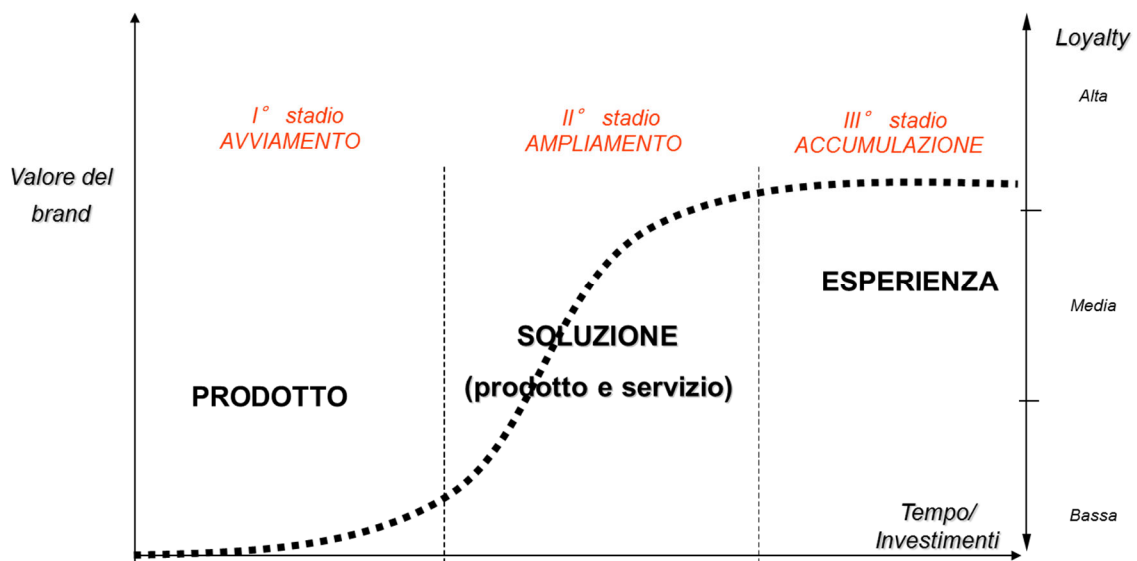 Loyalty
Alta
I° stadio
AVVIAMENTO
II° stadio
AMPLIAMENTO
III° stadio
ACCUMULAZIONE
Valore del
brand
ESPERIENZA
Media
SOLUZIONE
(prodotto e servizio)
PRODOTTO
Tempo/
Investimenti
Bassa